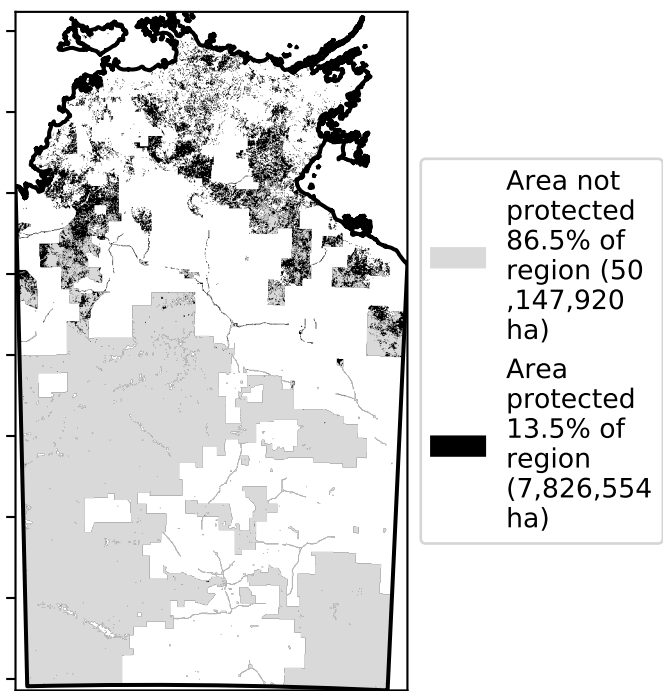 Area not
protected
86.5% of
region (50
,147,920
ha)
Area
protected
13.5% of
region
(7,826,554
ha)